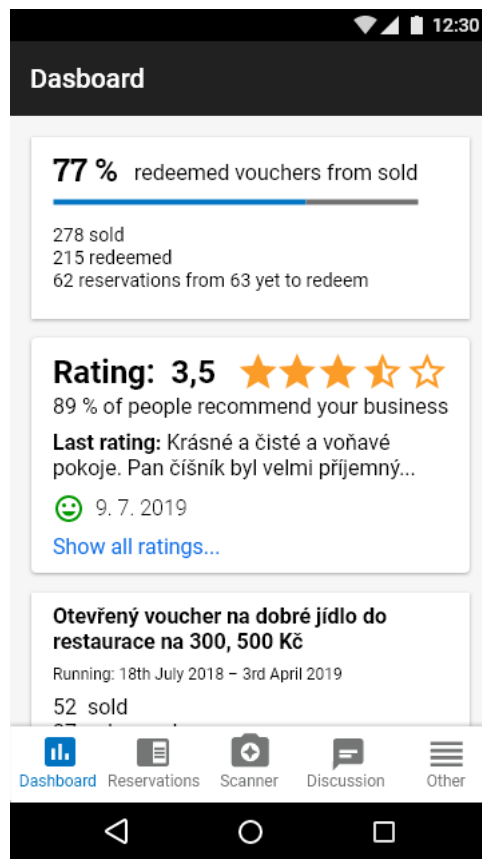 12:30
Dasboard
77 % redeemed vouchers from sold
278 sold
215 redeemed
62 reservations from 63 yet to redeem
Rating: 3,5
89 % of people recommend your business
Last rating: Krásné a čisté a voňavé
pokoje. Pan číšník byl velmi příjemný...
9. 7. 2019
Show all ratings...
Otevřený voucher na dobré jídlo do
restaurace na 300, 500 Kč
Running: 18th July 2018 – 3rd April 2019
52 sold
Dashboard Reservations Scanner Discussion Other